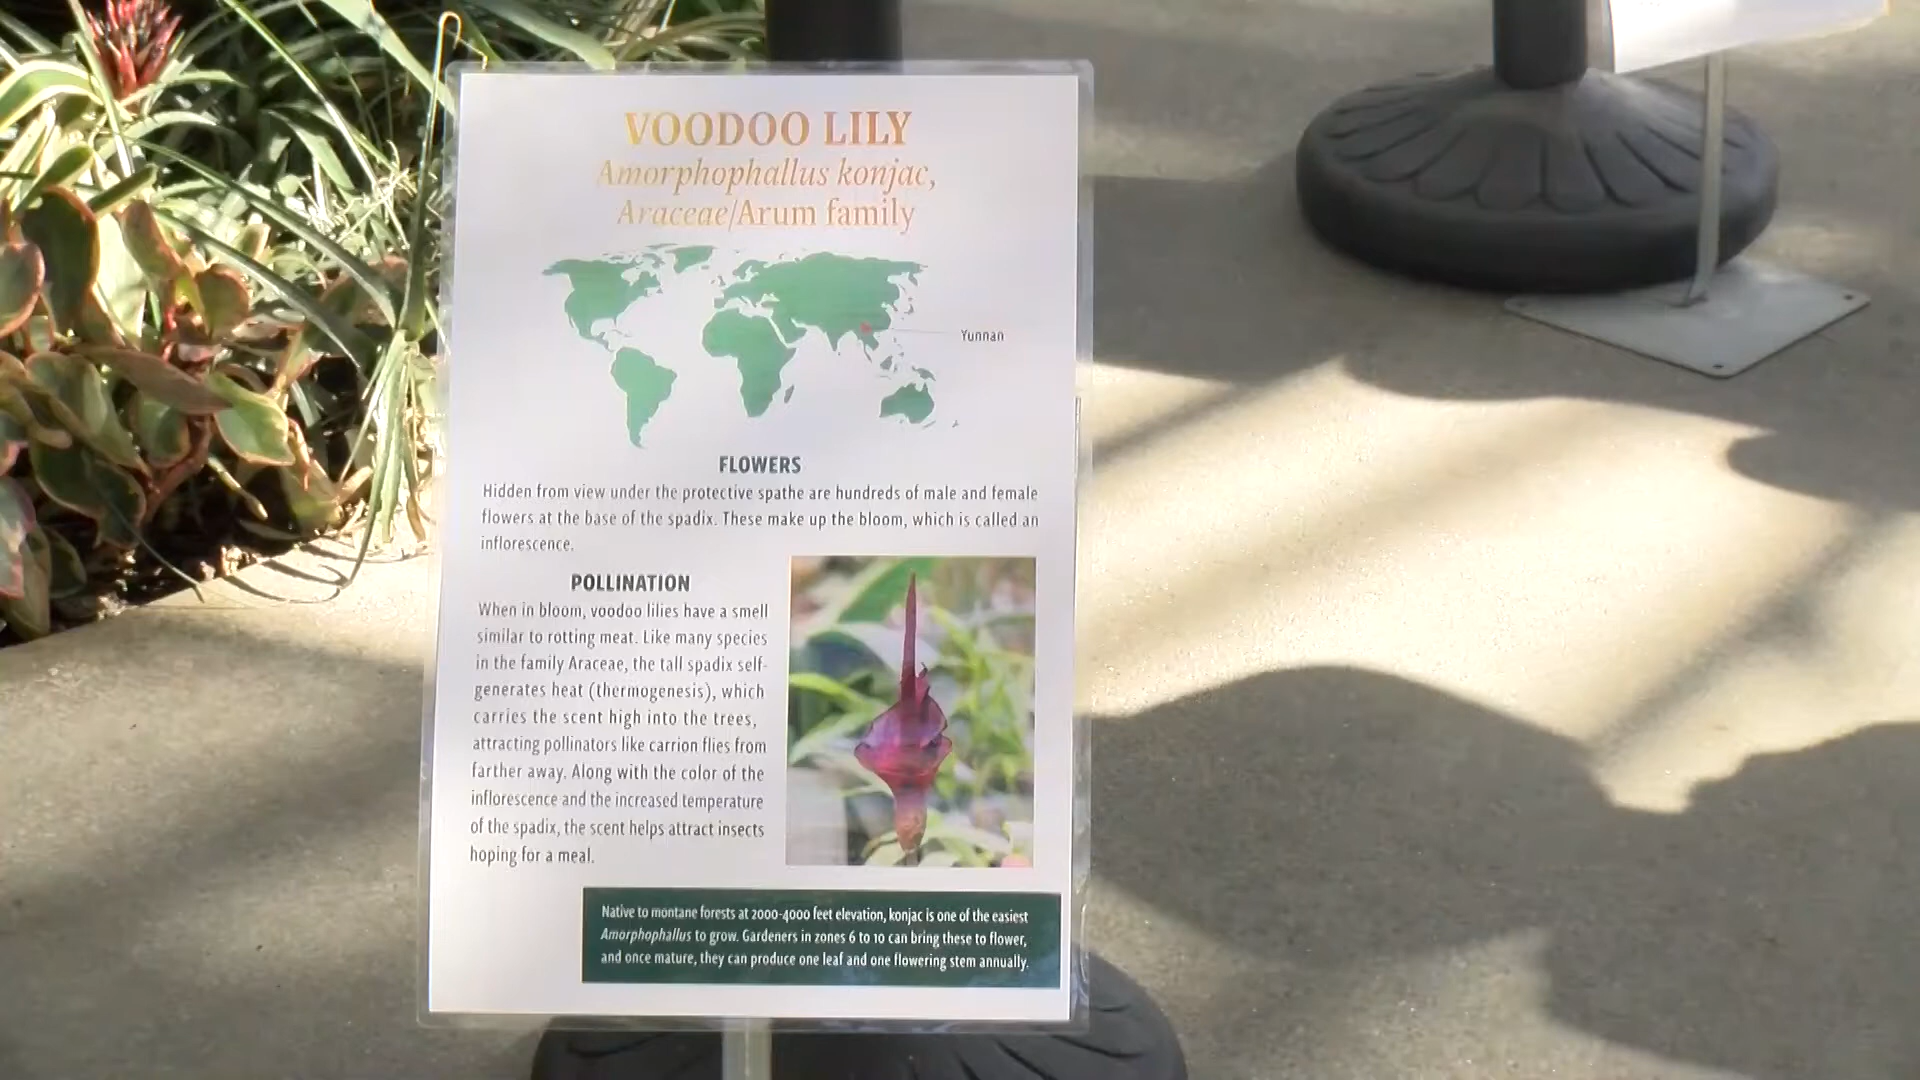 VOODOO LILY
Amorphophallus konjac,
Araceae/Arum family
Yunnan
FLOWERS
Hidden from view under the protective spathe are hundreds of male and female
flowers at the base of the spadix. These make up the bloom, which is called an
inflorescence.
POLLINATION
When in bloom, voodoo lilies have a smell
similar to rotting meat. Like many species
in the family Araceae, the tall spadix self-
generates heat (thermogenesis), which
carries the scent high into the trees,
attracting pollinators like carrion flies from
farther away. Along with the color of the
inflorescence and the increased temperature
of the spadix, the scent helps attract insects
hoping for a meal.
Native to montane forests at 2000-4000 feet elevation, konjac is one of the easiest
Amorphophallus to grow. Gardeners in zones 6 to 10 can bring these to flower,
and once mature, they can produce one leaf and one flowering stem annually.